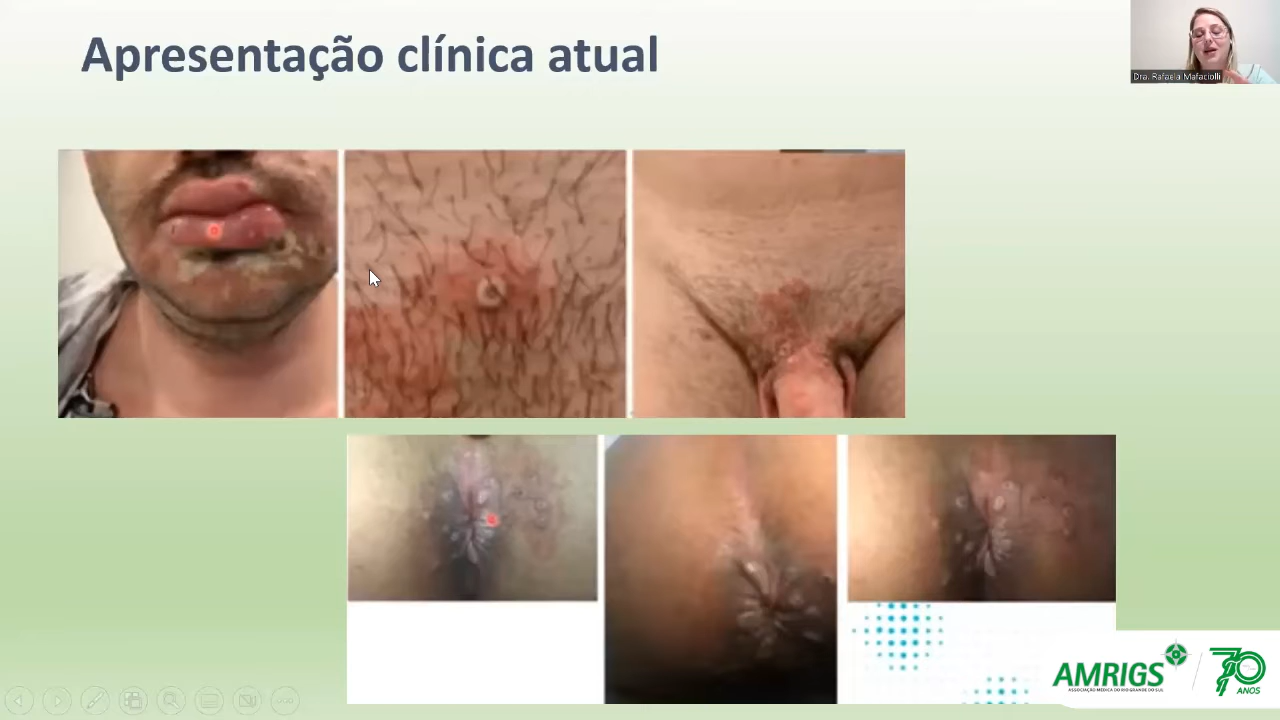 Apresentação clínica atual
Dra. Rafaela Mafaciolli
AMRIGS
ASSOCIAÇÃO MÉDICA DO RIO GRANDE DO SUL
70
ANOS